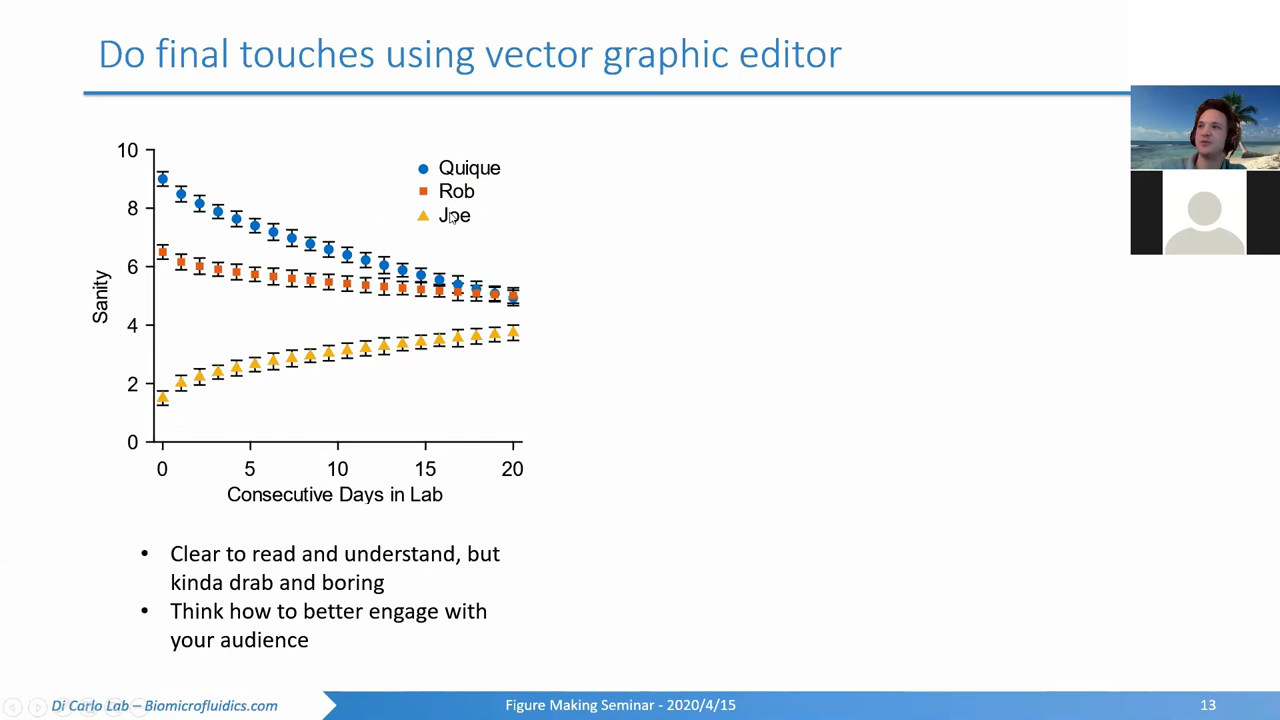 Do final touches using vector graphic editor
10
8
6
4
2
0
Sanity
Quique
Rob
Joe
0 5 10 15 20
Consecutive Days in Lab
• Clear to read and understand, but
kinda drab and boring
• Think how to better engage with
your audience
Di Carlo Lab – Biomicrofluidics.com
Figure Making Seminar - 2020/4/15
13